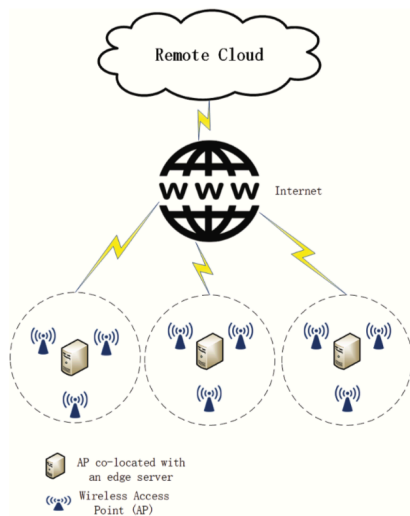 Remote Cloud
WWW
Internet
AP co-located with
an edge server
Wireless Access
Point (AP)